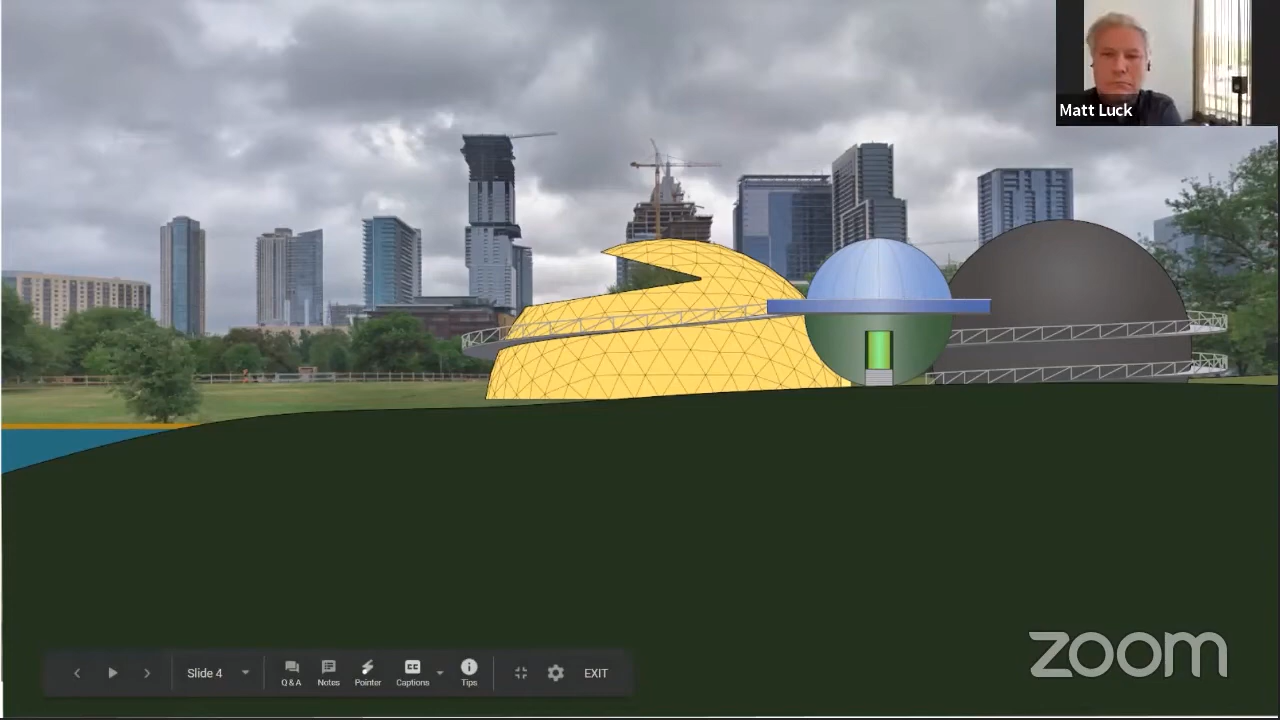 Matt Luck
zoom
Slide 4
Q & A
Notes
Pointer
CC
Captions
Tips
EXIT